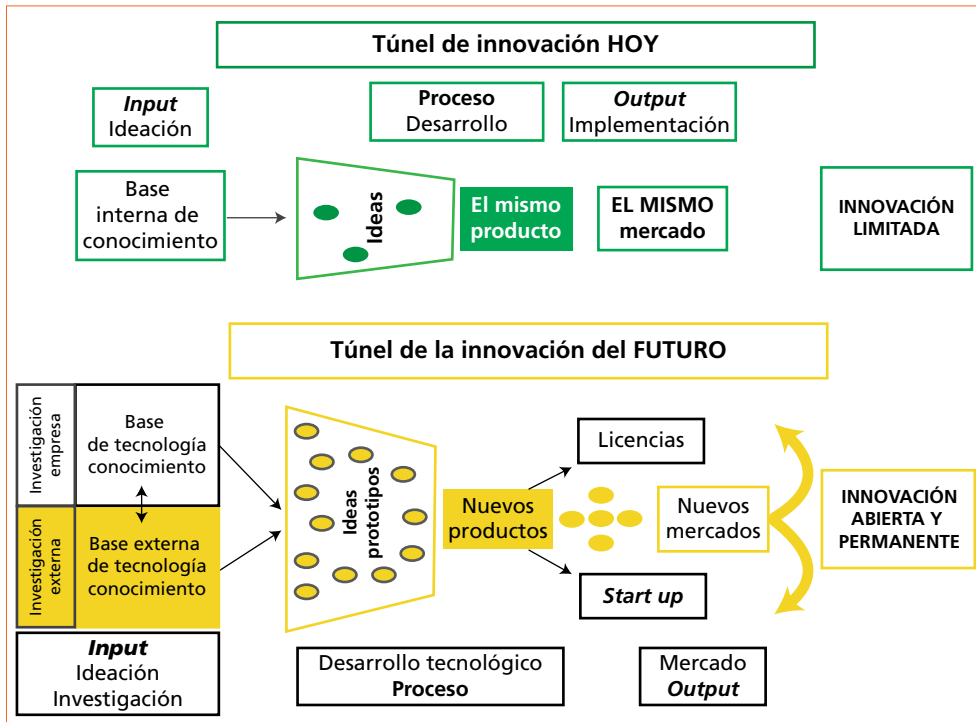 Túnel de innovación HOY
Input
Ideación
Proceso
Desarrollo
Output
Implementación
Base
interna de
conocimiento
Ideas
El mismo
producto
EL MISMO
mercado
INNOVACIÓN
LIMITADA
Túnel de la innovación del FUTURO
Investigación
empresa
Base
de tecnología
conocimiento
Investigación
externa
Base externa
de tecnología
conocimiento
Input
Ideación
Investigación
Ideas
prototipos
Nuevos
productos
Licencias
Start up
Nuevos
mercados
INNOVACIÓN
ABIERTA Y
PERMANENTE
Desarrollo tecnológico
Proceso
Mercado
Output